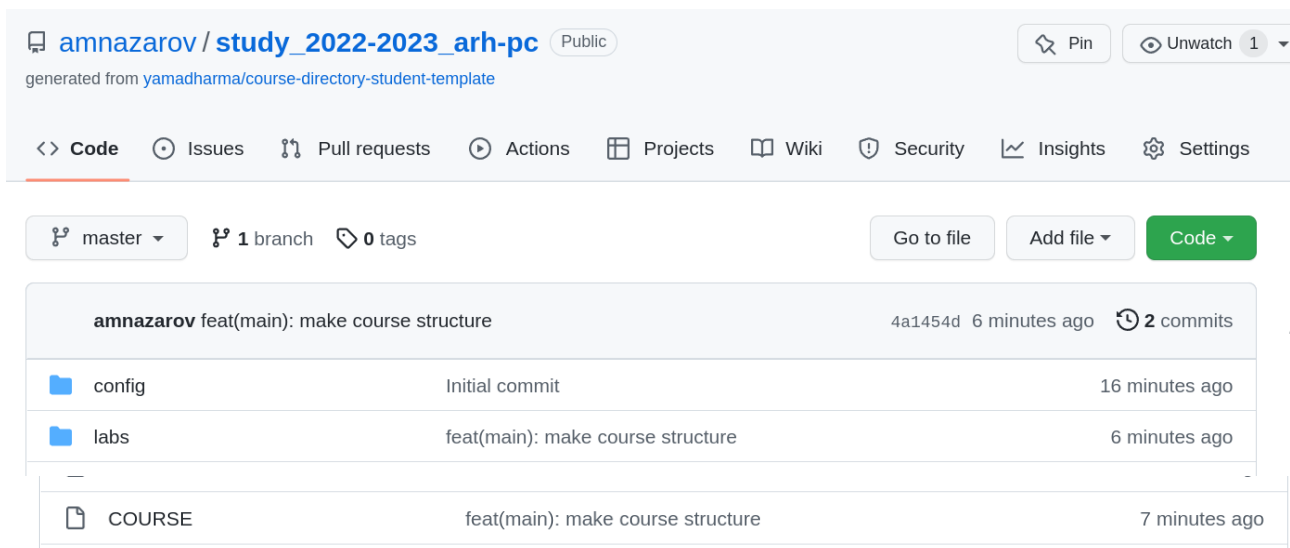 amnazarov / study_2022-2023_arh-pc Public Pin Unwatch 1
generated from yamadharma/course-directory-student-template
Code Issues Pull requests Actions Projects Wiki Security Insights Settings
master 1 branch 0 tags Go to file Add file Code
amnazarov feat(main): make course structure 4a1454d 6 minutes ago 2 commits
config Initial commit 16 minutes ago
labs feat(main): make course structure 6 minutes ago
COURSE feat(main): make course structure 7 minutes ago